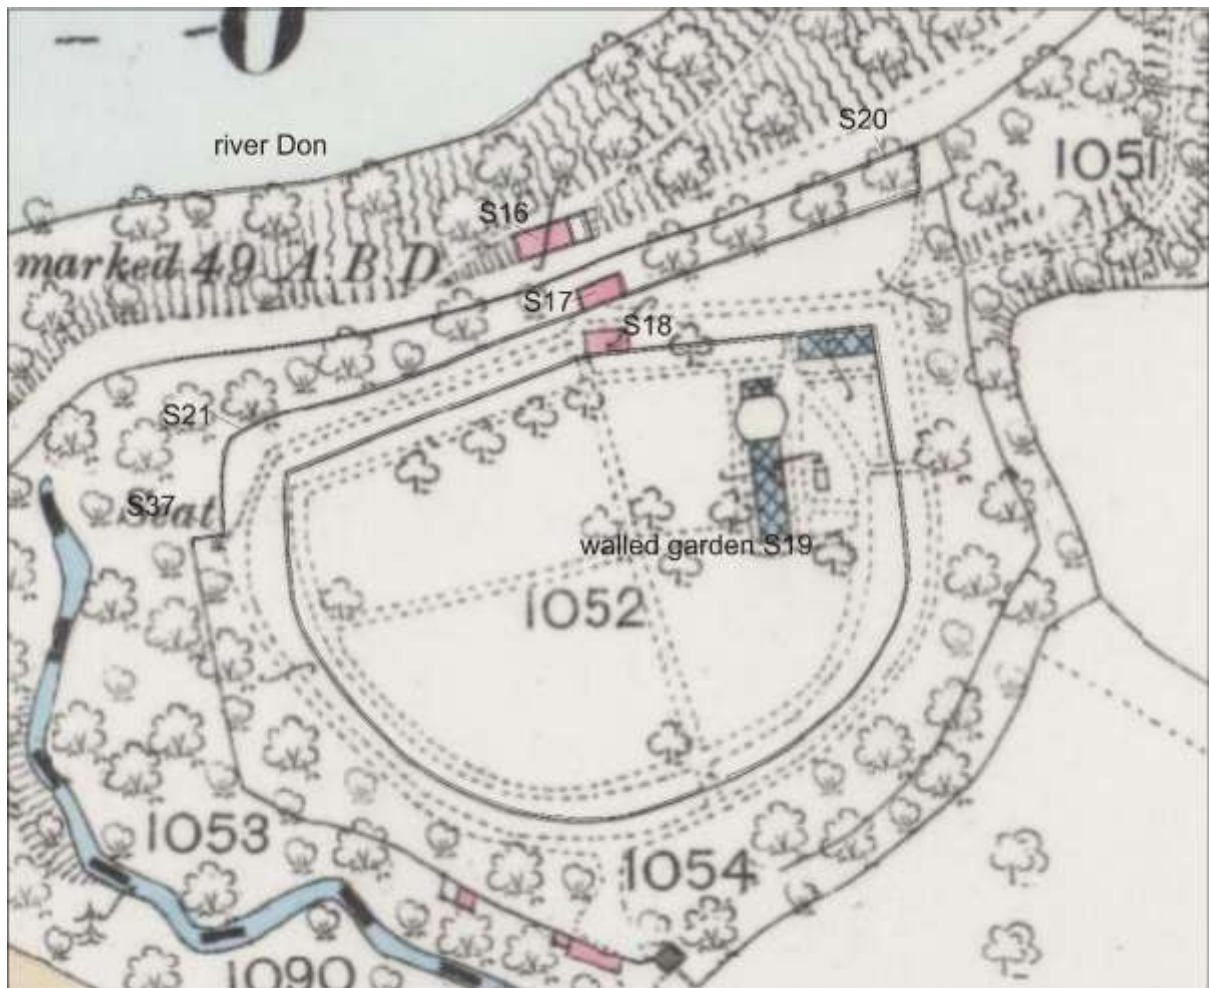 O
river Don
S20
1051
S16
marked 49 A.B.D
S17
S18
S21
S37
Seat
walled garden S19
1052
1053
1054
1090